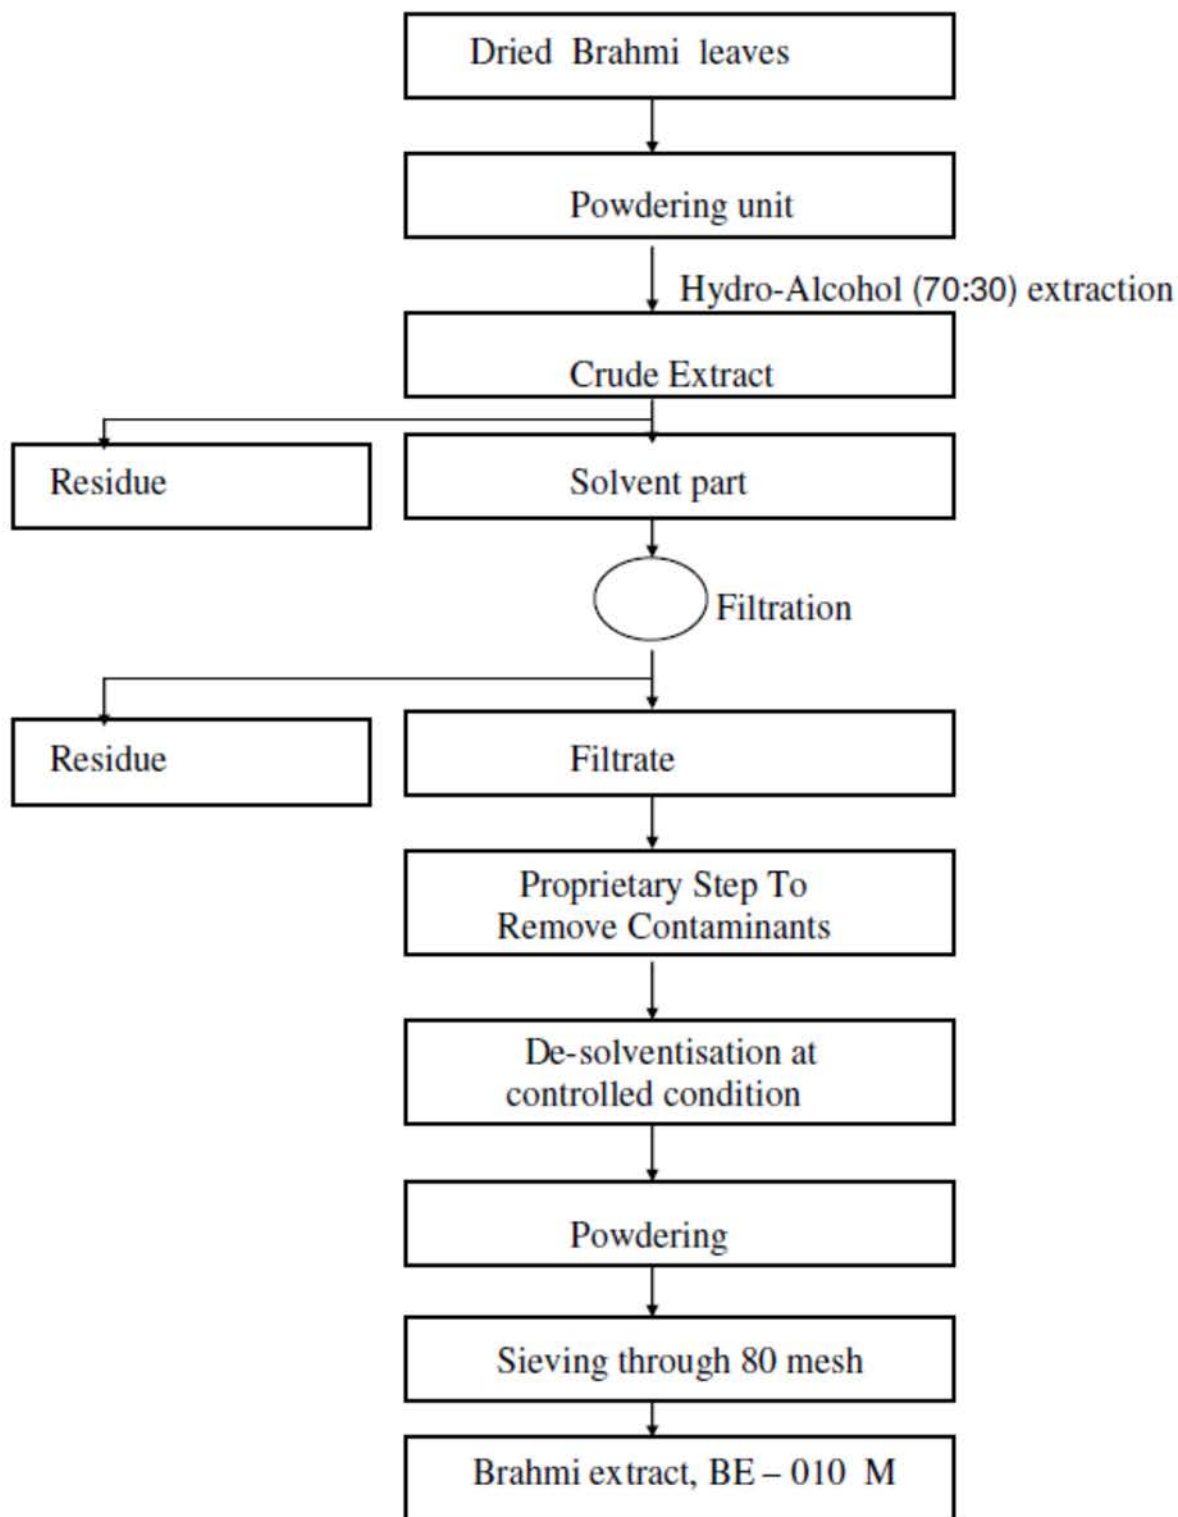 Dried Brahmi leaves
Powdering unit
Hydro-Alcohol (70:30) extraction
Crude Extract
Residue
Solvent part
Filtration
Residue
Filtrate
Proprietary Step To
Remove Contaminants
De-solventisation at
controlled condition
Powdering
Sieving through 80 mesh
Brahmi extract, BE – 010 M